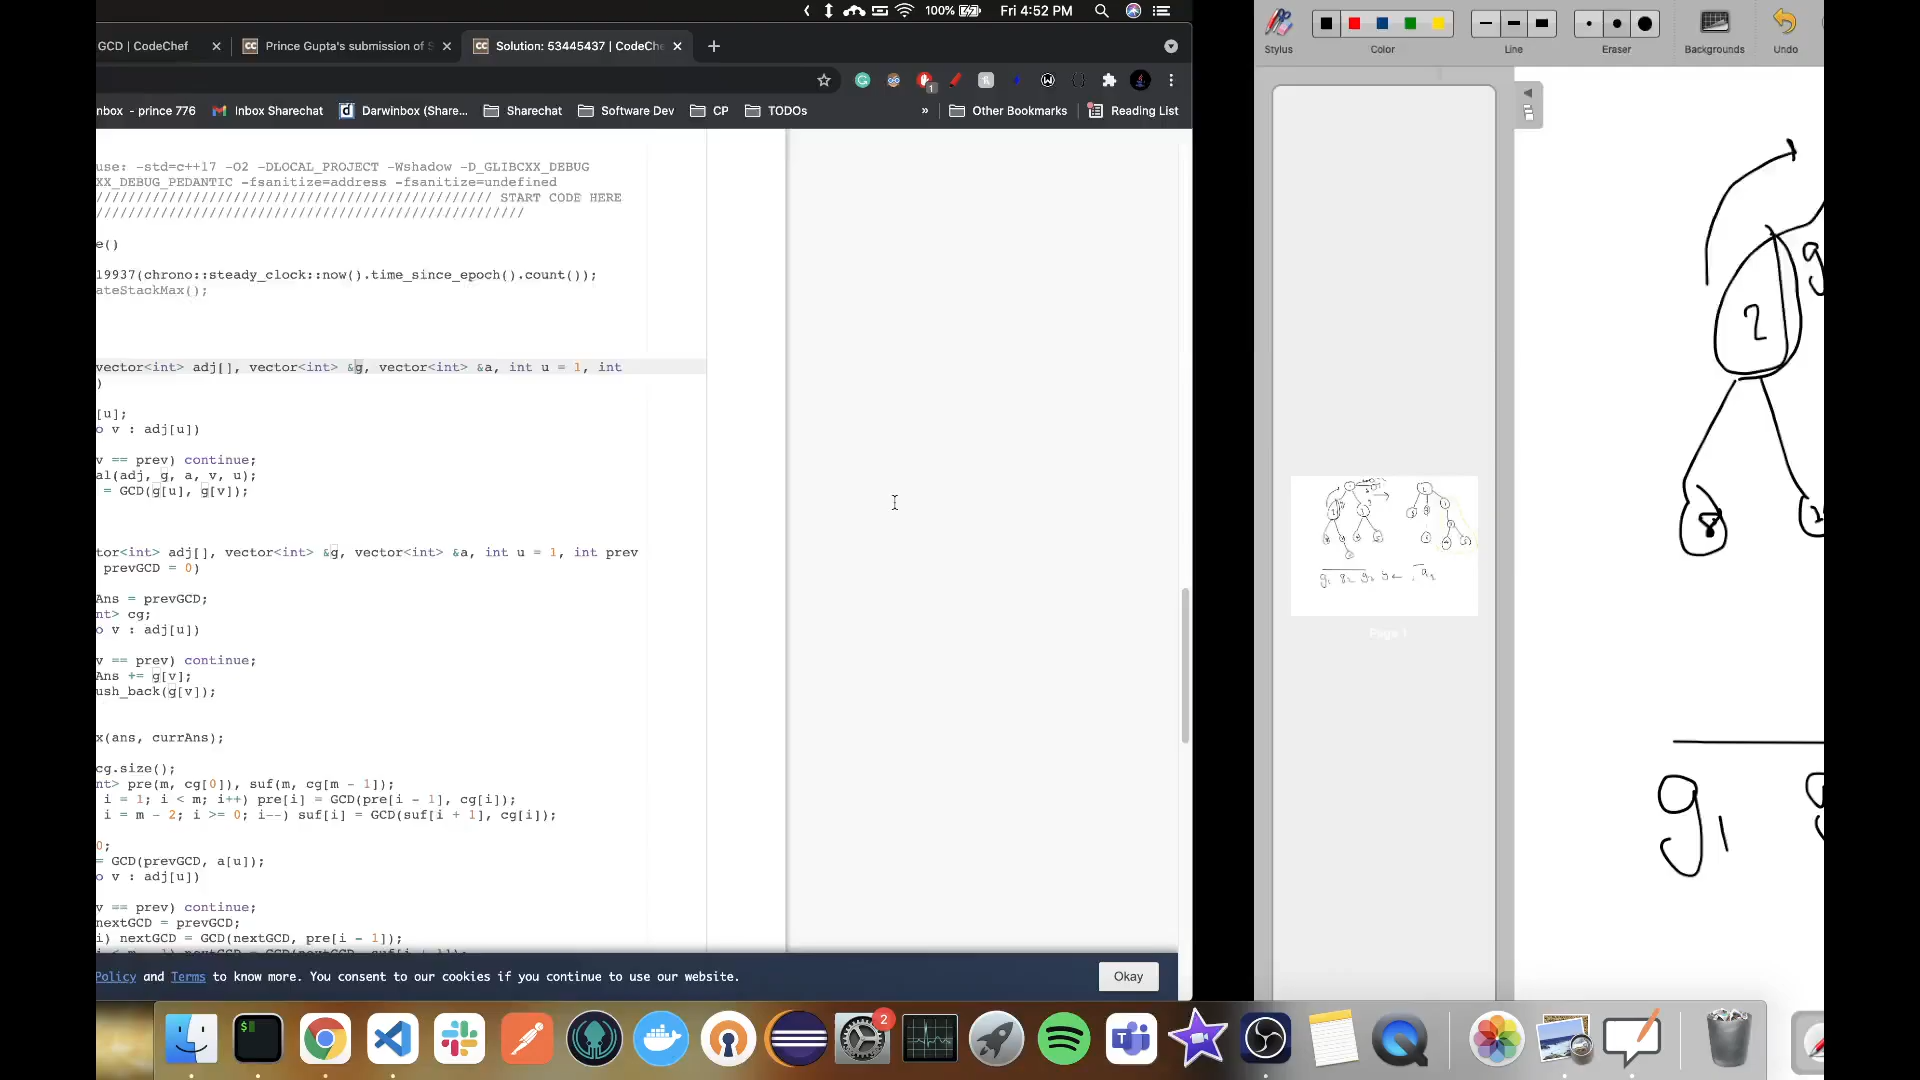 100% Fri 4:52 PM
GCD | CodeChef Prince Gupta's submission of Solution: 53445437 | CodeChe
nbox - prince 776 Inbox Sharechat Darwinbox (Share... Sharechat Software Dev CP TODOs » Other Bookmarks Reading List
use: -std=c++17 -O2 -DLOCAL_PROJECT -Wshadow -D_GLIBCXX_DEBUG
XX_DEBUG_PEDANTIC -fsanitize=address -fsanitize=undefined
///////////////////////////////////////////////// START CODE HERE
/////////////////////////////////////////////////////
e()
19937(chrono::steady_clock::now().time_since_epoch().count());
ateStackMax();
vector<int> adj[], vector<int> &g, vector<int> &a, int u = 1, int
)
[u];
o v : adj[u])
v == prev) continue;
al(adj, g, a, v, u);
= GCD(g[u], g[v]);
tor<int> adj[], vector<int> &g, vector<int> &a, int u = 1, int prev
prevGCD = 0)
Ans = prevGCD;
nt> cg;
o v : adj[u])
v == prev) continue;
Ans += g[v];
ush_back(g[v]);
x(ans, currAns);
cg.size();
nt> pre(m, cg[0]), suf(m, cg[m - 1]);
i = 1; i < m; i++) pre[i] = GCD(pre[i - 1], cg[i]);
i = m - 2; i >= 0; i--) suf[i] = GCD(suf[i + 1], cg[i]);
0;
= GCD(prevGCD, a[u]);
o v : adj[u])
v == prev) continue;
nextGCD = prevGCD;
i) nextGCD = GCD(nextGCD, pre[i - 1]);
Policy and Terms to know more. You consent to our cookies if you continue to use our website.
Okay
2
Stylus Color Line Eraser Backgrounds Undo
Page 1
g
2
8
g1